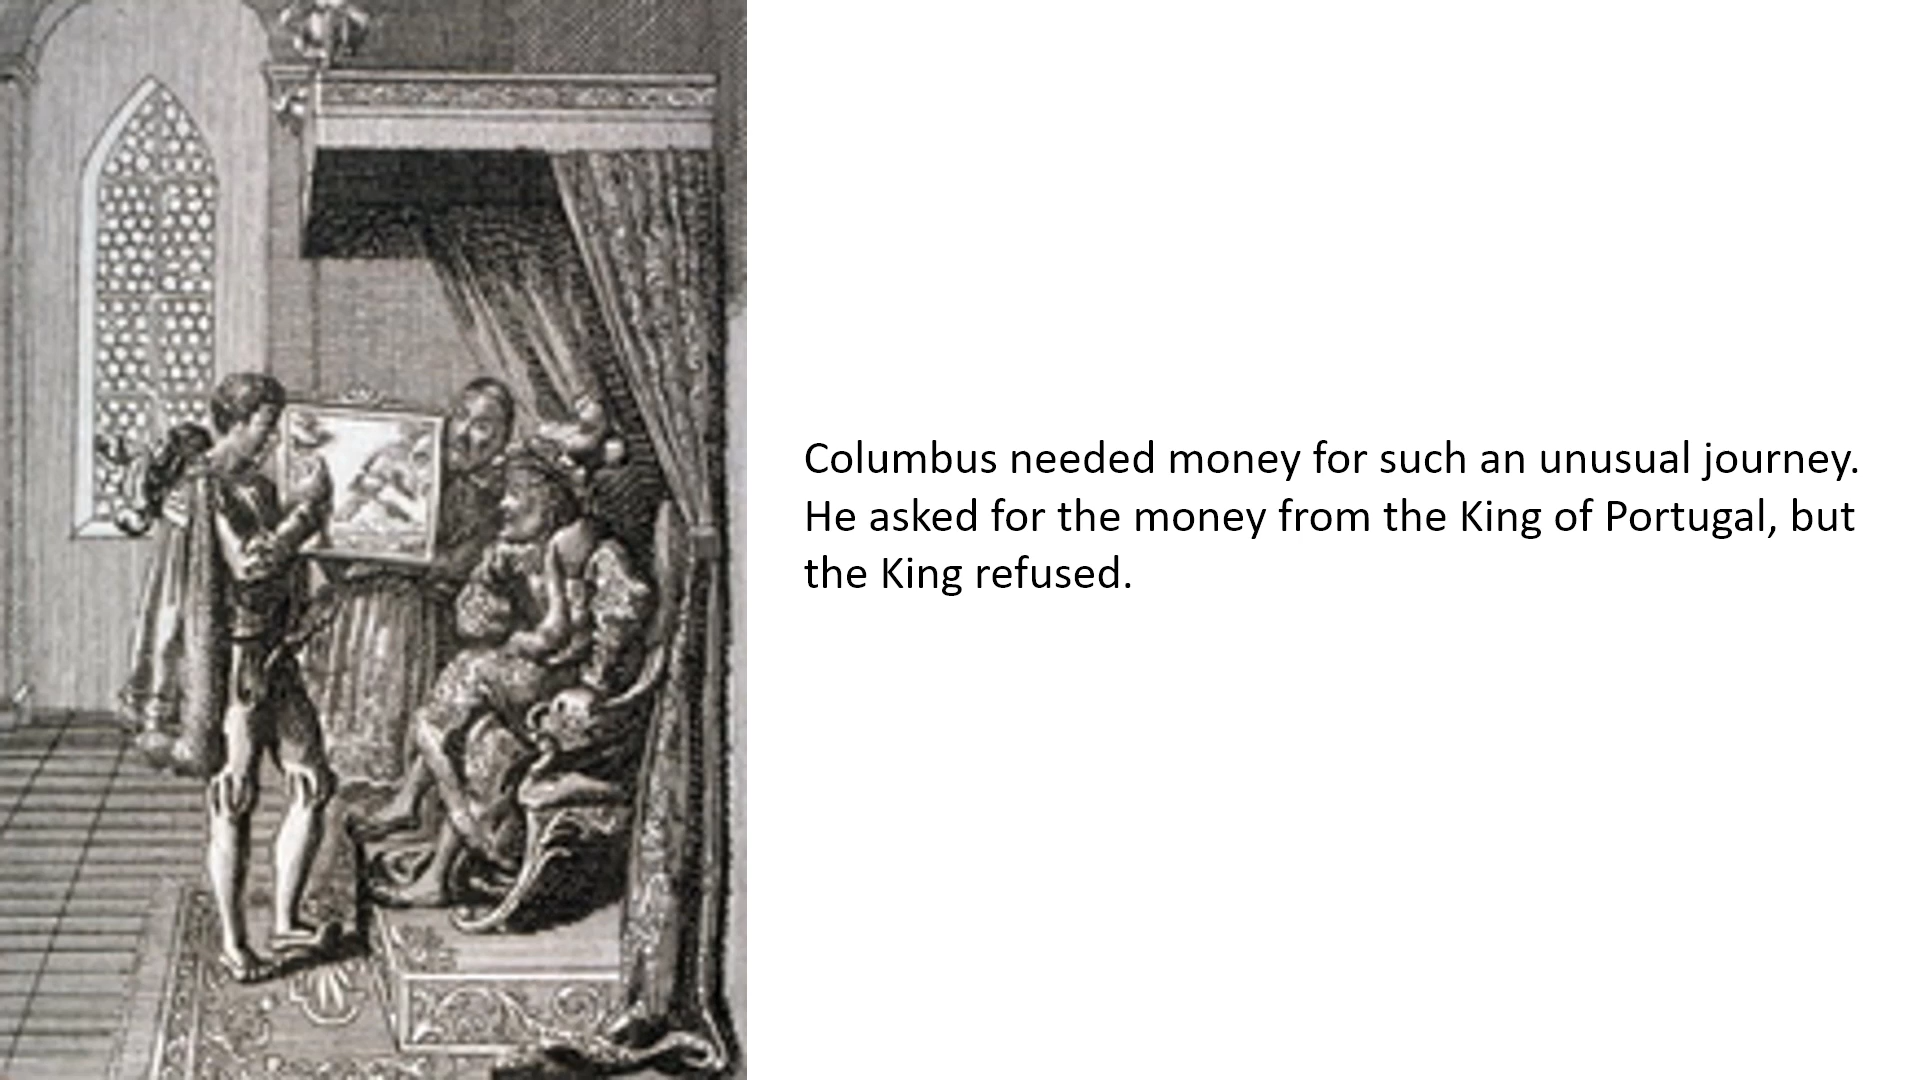 Columbus needed money for such an unusual journey.
He asked for the money from the King of Portugal, but
the King refused.